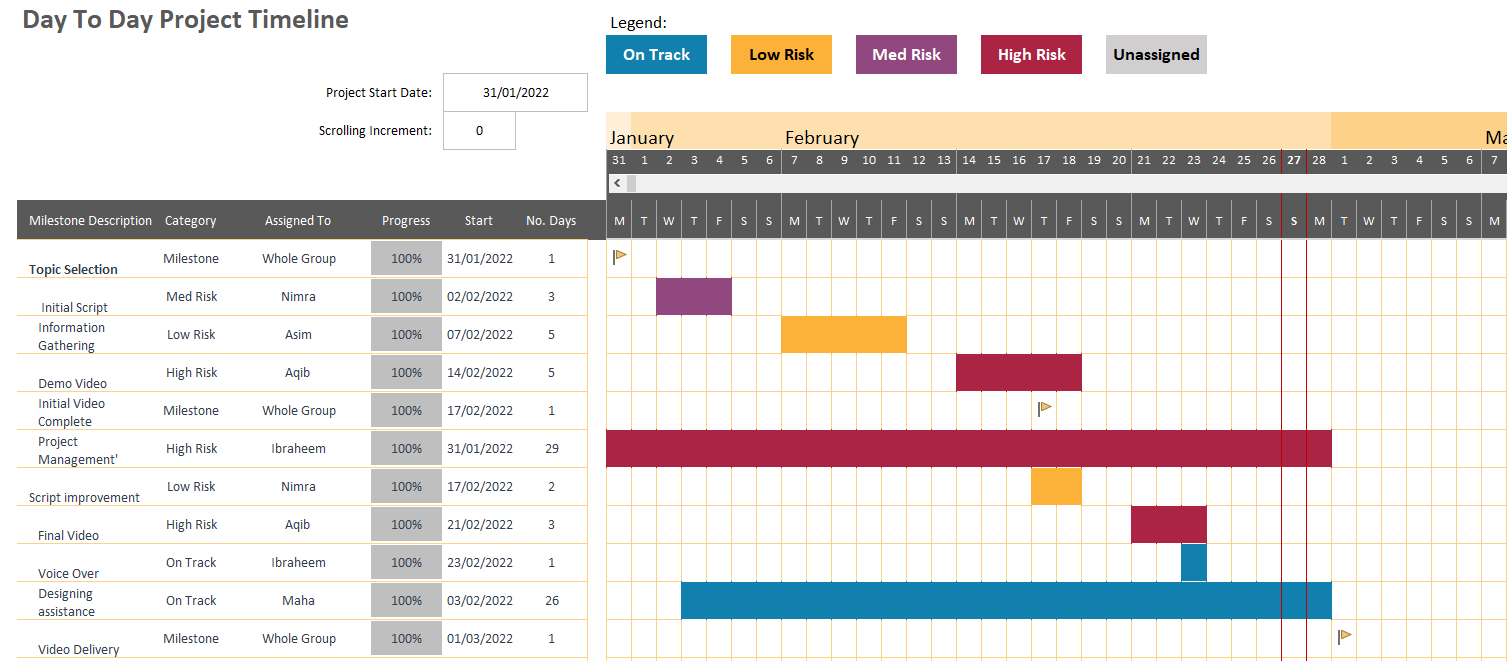 Day To Day Project Timeline
Legend:
On Track Low Risk Med Risk High Risk Unassigned
Project Start Date: 31/01/2022
Scrolling Increment: 0
January February Ma
31 1 2 3 4 5 6 7 8 9 10 11 12 13 14 15 16 17 18 19 20 21 22 23 24 25 26 27 28 1 2 3 4 5 6 7
Milestone Description Category Assigned To Progress Start No. Days M T W T F S S M T W T F S S M T W T F S S M T W T F S S M T W T F S S M
Topic Selection Milestone Whole Group 100% 31/01/2022 1
Initial Script Med Risk Nimra 100% 02/02/2022 3
Information
Gathering Low Risk Asim 100% 07/02/2022 5
Demo Video High Risk Aqib 100% 14/02/2022 5
Initial Video
Complete Milestone Whole Group 100% 17/02/2022 1
Project
Management' High Risk Ibraheem 100% 31/01/2022 29
Script improvement Low Risk Nimra 100% 17/02/2022 2
Final Video High Risk Aqib 100% 21/02/2022 3
Voice Over On Track Ibraheem 100% 23/02/2022 1
Designing
assistance On Track Maha 100% 03/02/2022 26
Video Delivery Milestone Whole Group 100% 01/03/2022 1